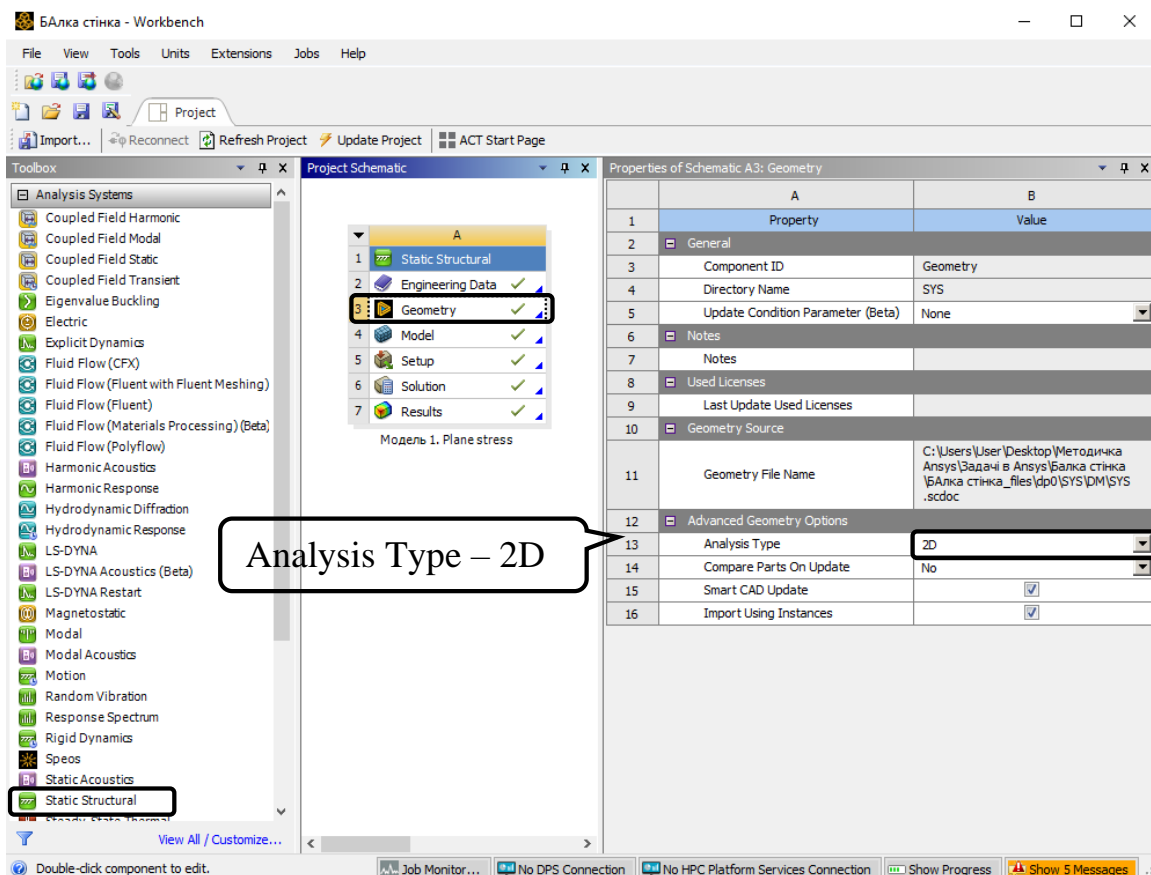 БАлка стінка - Workbench
File View Tools Units Extensions Jobs Help
Project
Import... Reconnect Refresh Project Update Project ACT Start Page
Toolbox
Analysis Systems
Coupled Field Harmonic
Coupled Field Modal
Coupled Field Static
Coupled Field Transient
Eigenvalue Buckling
Electric
Explicit Dynamics
Fluid Flow (CFX)
Fluid Flow (Fluent with Fluent Meshing)
Fluid Flow (Fluent)
Fluid Flow (Materials Processing) (Beta)
Fluid Flow (Polyflow)
Harmonic Acoustics
Harmonic Response
Hydrodynamic Diffraction
Hydrodynamic Response
LS-DYNA
LS-DYNA Acoustics (Beta)
LS-DYNA Restart
Magnetostatic
Modal
Modal Acoustics
Motion
Random Vibration
Response Spectrum
Rigid Dynamics
Speos
Static Acoustics
Static Structural
Steady-State Thermal
View All / Customize...
Project Schematic
A
1 Static Structural
2 Engineering Data
3 Geometry
4 Model
5 Setup
6 Solution
7 Results
Модель 1. Plane stress
Analysis Type – 2D
Properties of Schematic A3: Geometry
A B
1 Property Value
2 General
3 Component ID Geometry
4 Directory Name SYS
5 Update Condition Parameter (Beta) None
6 Notes
7 Notes
8 Used Licenses
9 Last Update Used Licenses
10 Geometry Source
11 Geometry File Name C:\Users\User\Desktop\Методичка
Ansys\Задачі в Ansys\Балка стінка
\БАлка стінка_files\dp0\SYS\DM\SYS
.scdoc
12 Advanced Geometry Options
13 Analysis Type 2D
14 Compare Parts On Update No
15 Smart CAD Update
16 Import Using Instances
Double-click component to edit. Job Monitor... No DPS Connection No HPC Platform Services Connection Show Progress Show 5 Messages